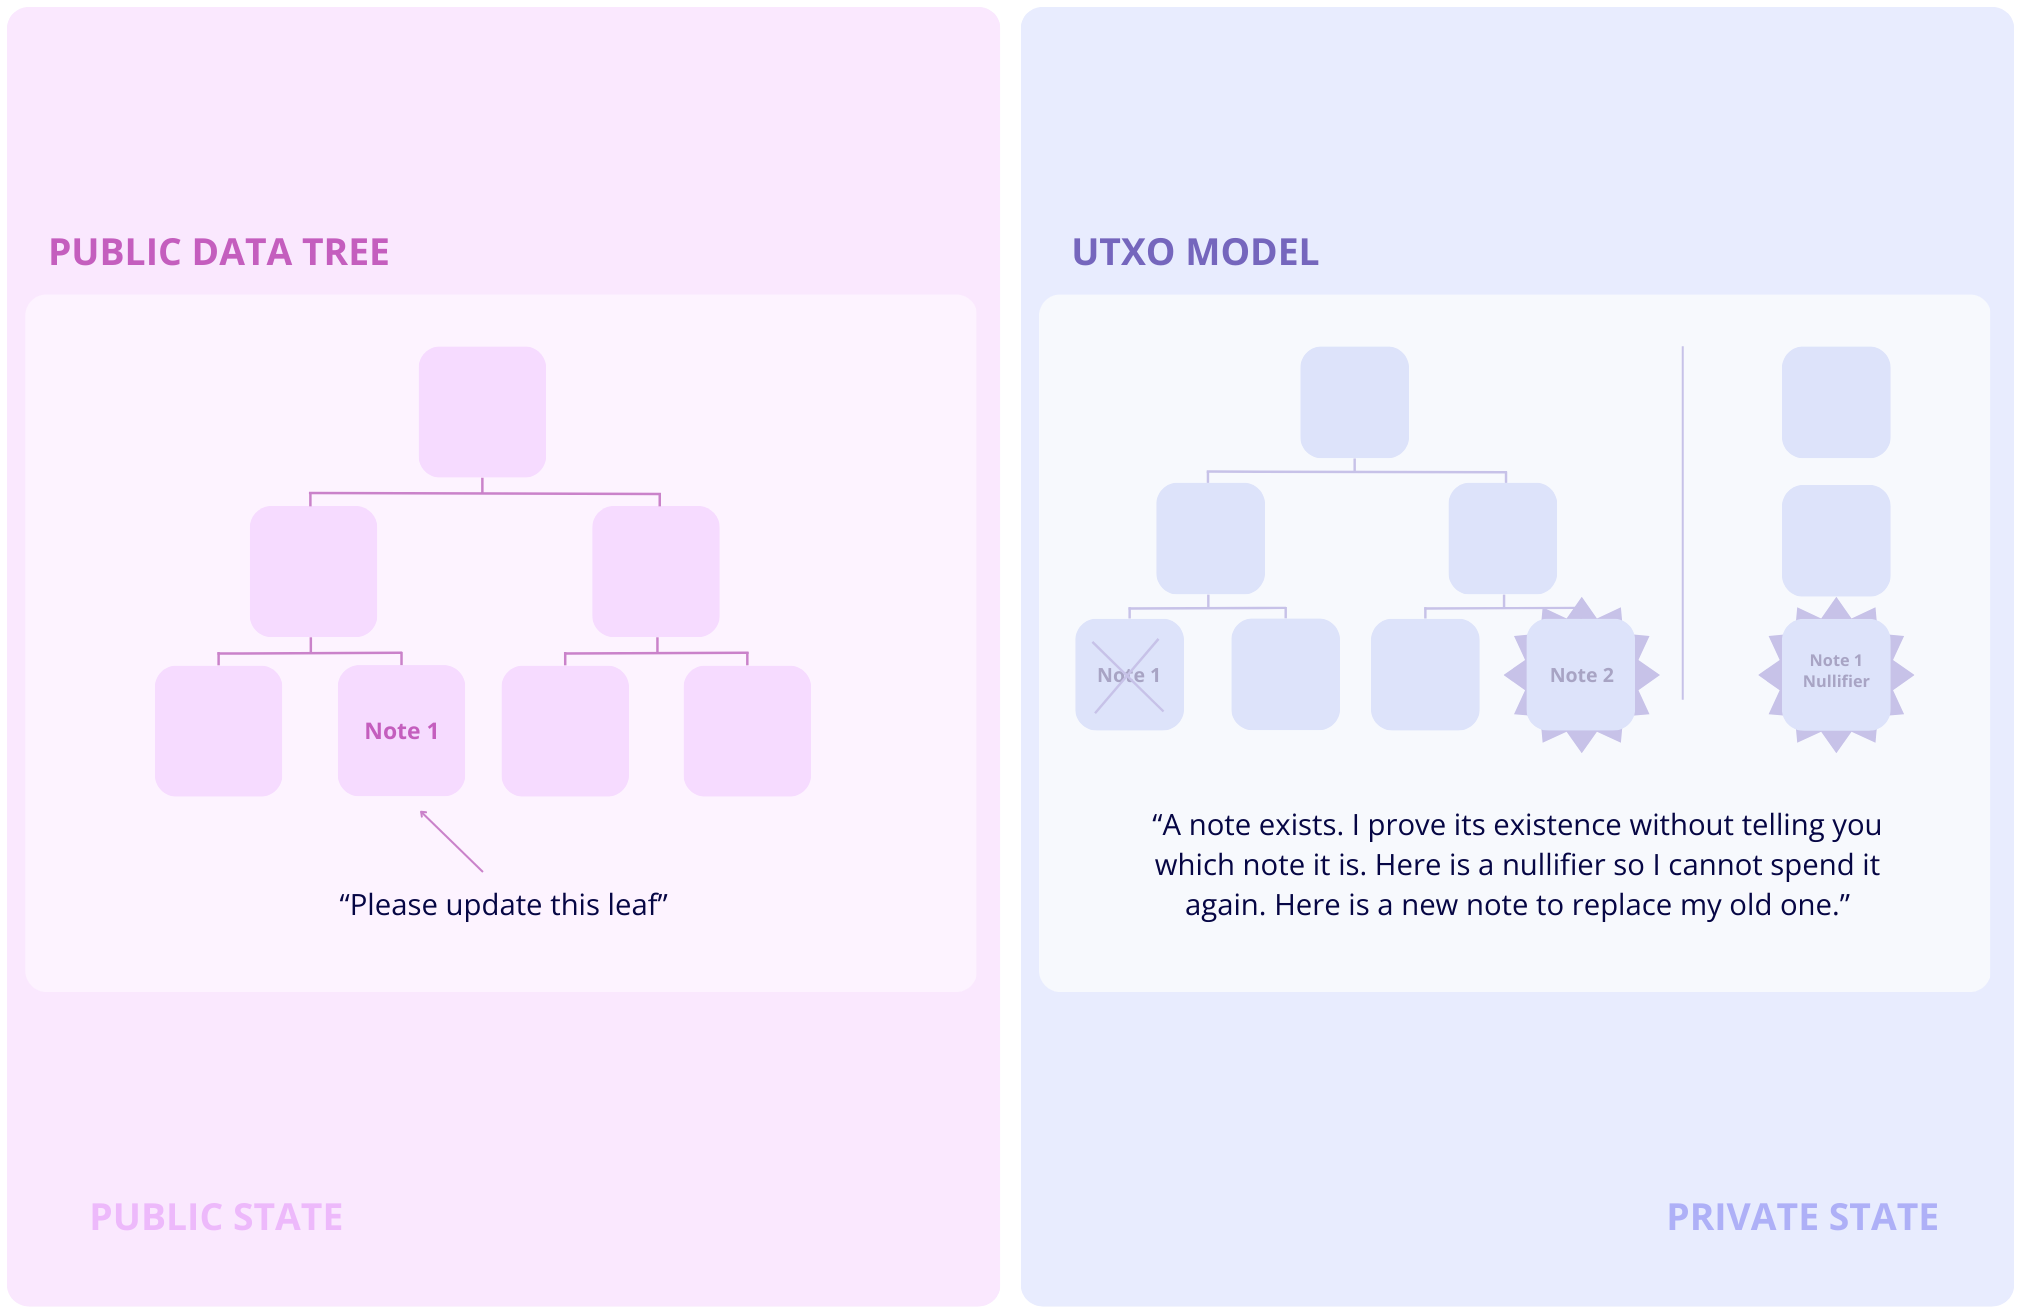 PUBLIC DATA TREE
Note 1
“Please update this leaf”
PUBLIC STATE
UTXO MODEL
Note 1
Note 2
Note 1
Nullifier
“A note exists. I prove its existence without telling you
which note it is. Here is a nullifier so I cannot spend it
again. Here is a new note to replace my old one.”
PRIVATE STATE